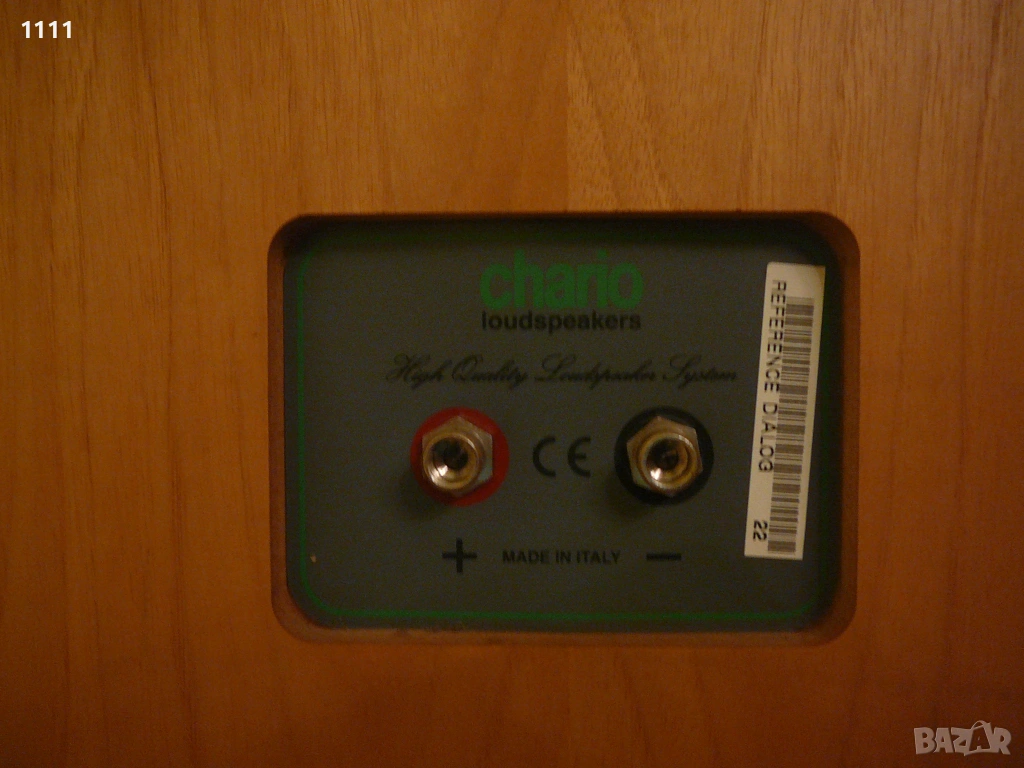 1111
chario
loudspeakers
High Quality Loudspeaker System
CE
+ MADE IN ITALY −
REFERENCE DIALOG 22
BAZAR